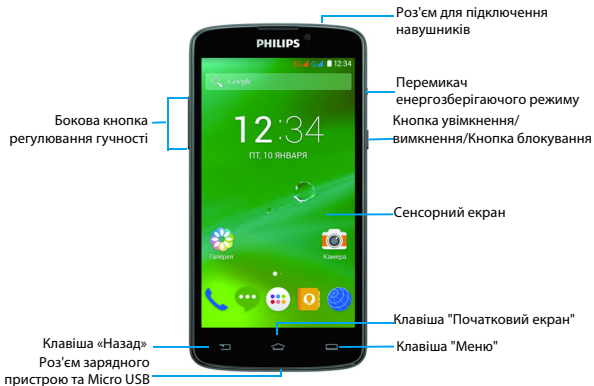 Роз'єм для підключення
навушників
PHILIPS
3G G 12:34
Google
Перемикач
енергозберігаючого режиму
Бокова кнопка
регулювання гучності
Кнопка увімкнення/
вимкнення/Кнопка блокування
12:34
ПТ, 10 ЯНВАРЯ
Сенсорний екран
Галерея
Камера
Клавіша "Початковий екран"
Клавіша «Назад»
Клавіша "Меню"
Роз'єм зарядного
пристрою та Micro USB